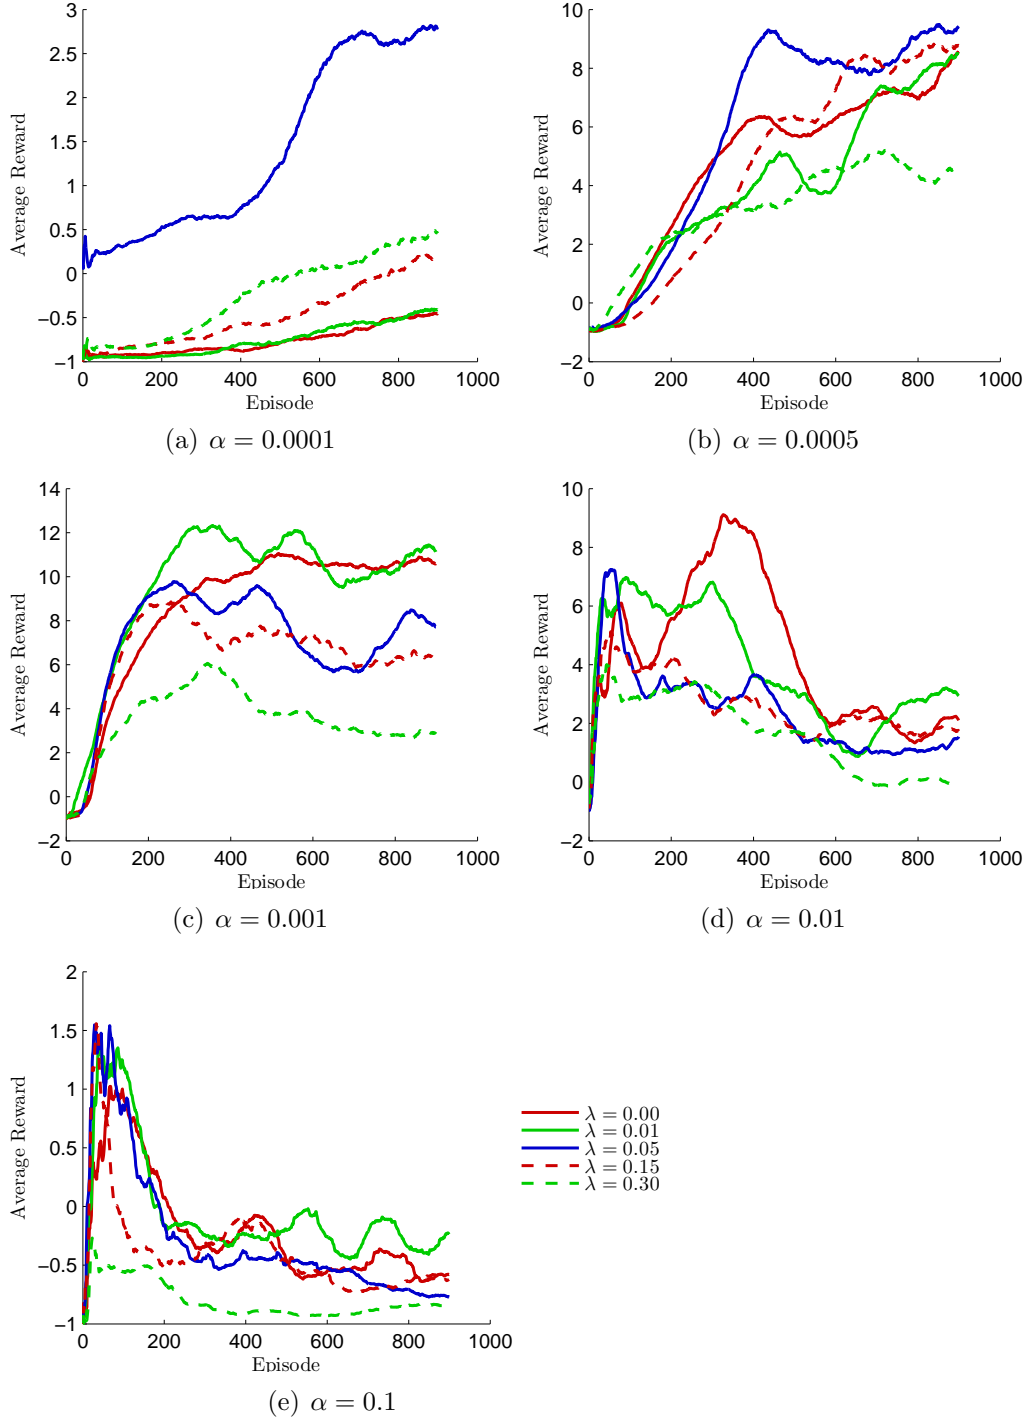 3
2.5
2
1.5
1
0.5
0
−0.5
−1
Average Reward
0 200 400 600 800 1000
Episode
(a) α = 0.0001
10
8
6
4
2
0
−2
Average Reward
0 200 400 600 800 1000
Episode
(b) α = 0.0005
14
12
10
8
6
4
2
0
−2
Average Reward
0 200 400 600 800 1000
Episode
(c) α = 0.001
10
8
6
4
2
0
−2
Average Reward
0 200 400 600 800 1000
Episode
(d) α = 0.01
2
1.5
1
0.5
0
−0.5
−1
Average Reward
0 200 400 600 800 1000
Episode
(e) α = 0.1
λ = 0.00
λ = 0.01
λ = 0.05
λ = 0.15
λ = 0.30